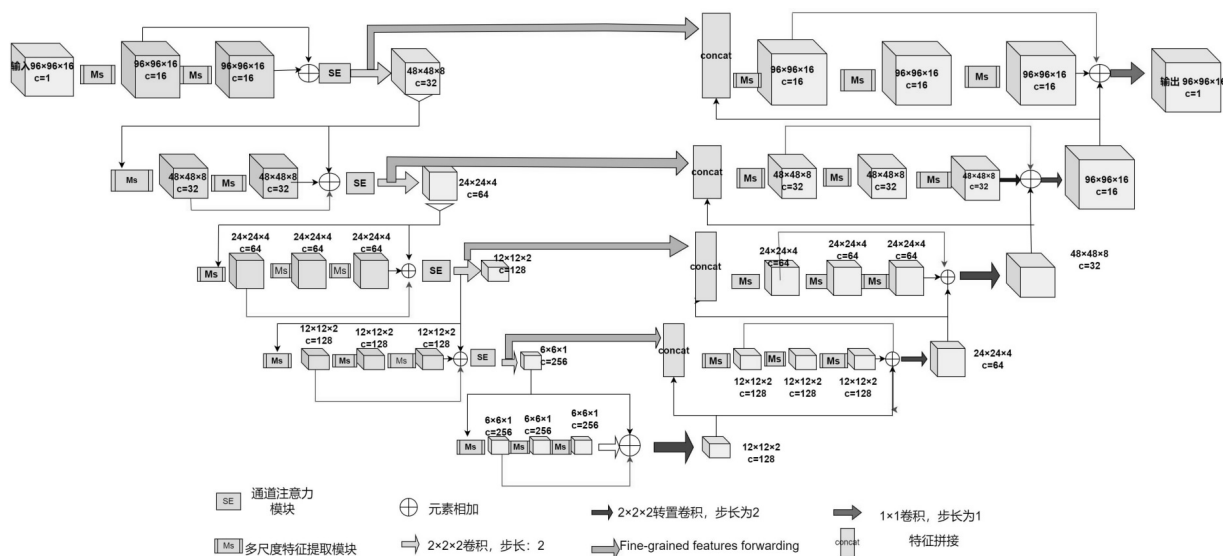 输入96×96×16
c=1
Ms
96×96×16
c=16
Ms
96×96×16
c=16
SE
48×48×8
c=32
concat
Ms
96×96×16
c=16
Ms
96×96×16
c=16
Ms
96×96×16
c=16
输出 96×96×16
c=1
Ms
48×48×8
c=32
Ms
48×48×8
c=32
SE
24×24×4
c=64
concat
Ms
48×48×8
c=32
Ms
48×48×8
c=32
Ms
48×48×8
c=32
96×96×16
c=16
Ms
24×24×4
c=64
Ms
24×24×4
c=64
Ms
24×24×4
c=64
SE
12×12×2
c=128
concat
Ms
24×24×4
c=64
Ms
24×24×4
c=64
Ms
24×24×4
c=64
48×48×8
c=32
Ms
12×12×2
c=128
Ms
12×12×2
c=128
Ms
12×12×2
c=128
SE
6×6×1
c=256
concat
Ms
12×12×2
c=128
Ms
12×12×2
c=128
Ms
12×12×2
c=128
24×24×4
c=64
Ms
6×6×1
c=256
Ms
6×6×1
c=256
Ms
6×6×1
c=256
12×12×2
c=128
SE
通道注意力
模块
元素相加
2×2×2转置卷积，步长为2
1×1卷积，步长为1
Ms
多尺度特征提取模块
2×2×2卷积，步长：2
Fine-grained features forwarding
concat
特征拼接